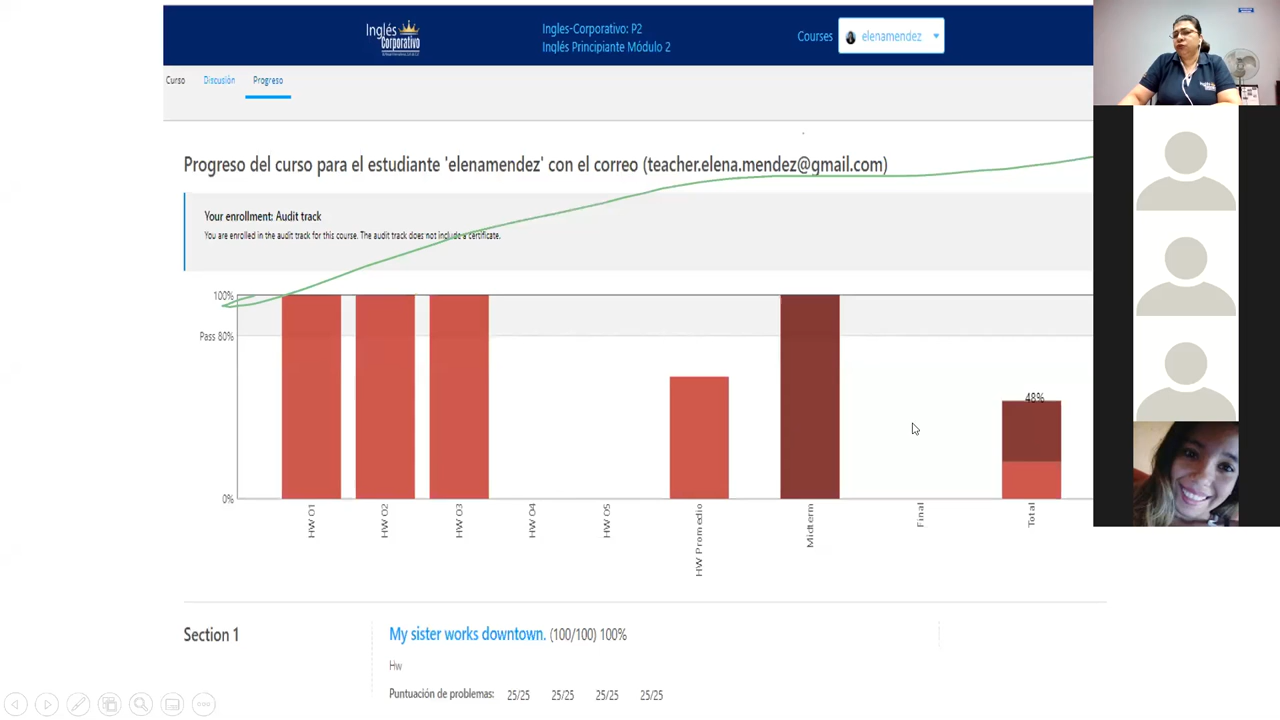 Inglés
Corporativo
Ingles-Corporativo: P2
Inglés Principiante Módulo 2
Courses
elenamendez
Curso
Discusión
Progreso
Progreso del curso para el estudiante 'elenamendez' con el correo (teacher.elena.mendez@gmail.com)
Your enrollment: Audit track
You are enrolled in the audit track for this course. The audit track does not include a certificate.
100%
Pass 80%
0%
48%
HW 01
HW 02
HW 03
HW 04
HW 05
HW Promedio
Midterm
Final
Total
Section 1
My sister works downtown. (100/100) 100%
Hw
Puntuación de problemas: 25/25 25/25 25/25 25/25